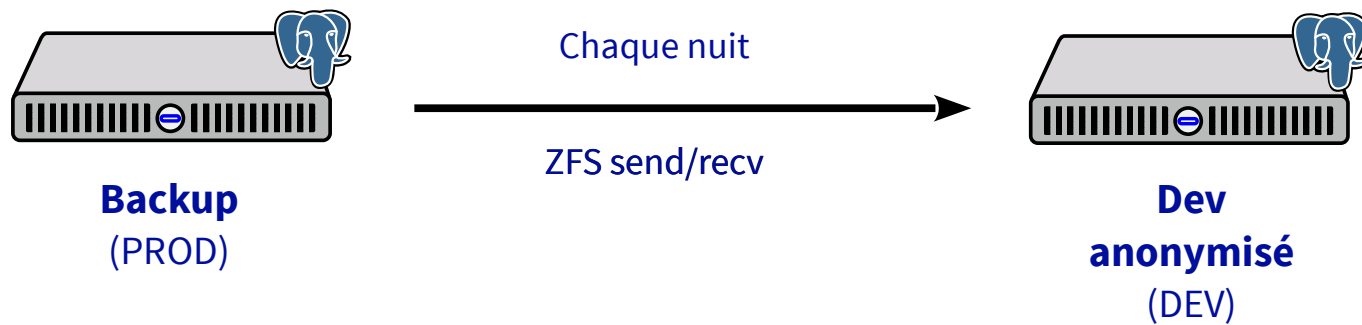 Chaque nuit
ZFS send/recv
Backup
(PROD)
Dev
anonymisé
(DEV)